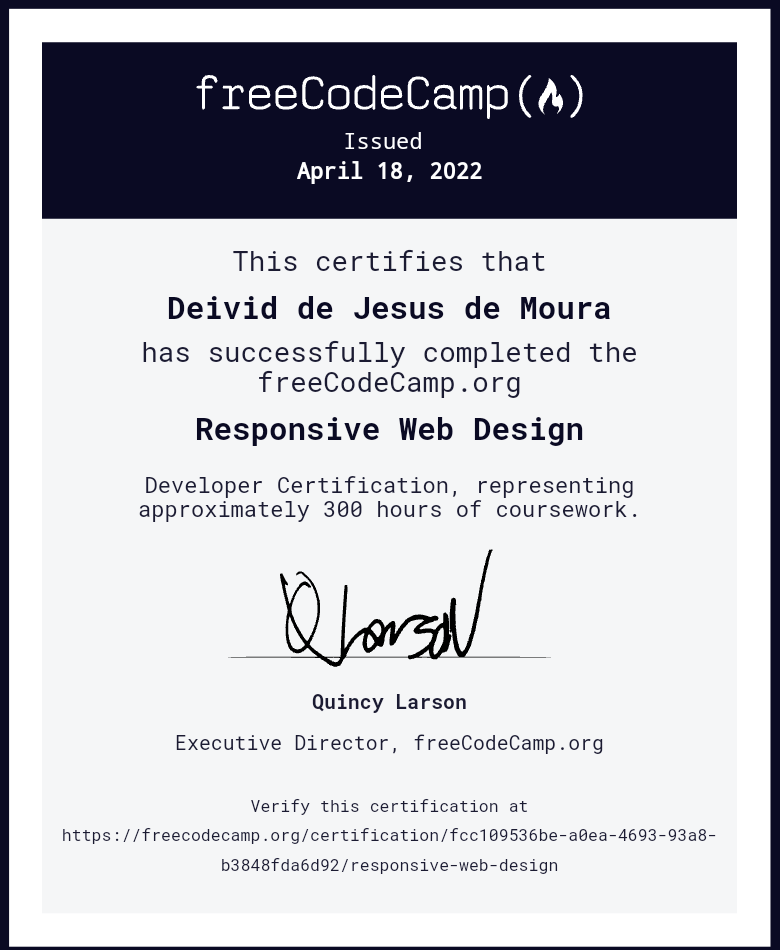 freeCodeCamp(🔥)
Issued
April 18, 2022
This certifies that
Deivid de Jesus de Moura
has successfully completed the
freeCodeCamp.org
Responsive Web Design
Developer Certification, representing
approximately 300 hours of coursework.
Q Larson
Quincy Larson
Executive Director, freeCodeCamp.org
Verify this certification at
https://freecodecamp.org/certification/fcc109536be-a0ea-4693-93a8-
b3848fda6d92/responsive-web-design